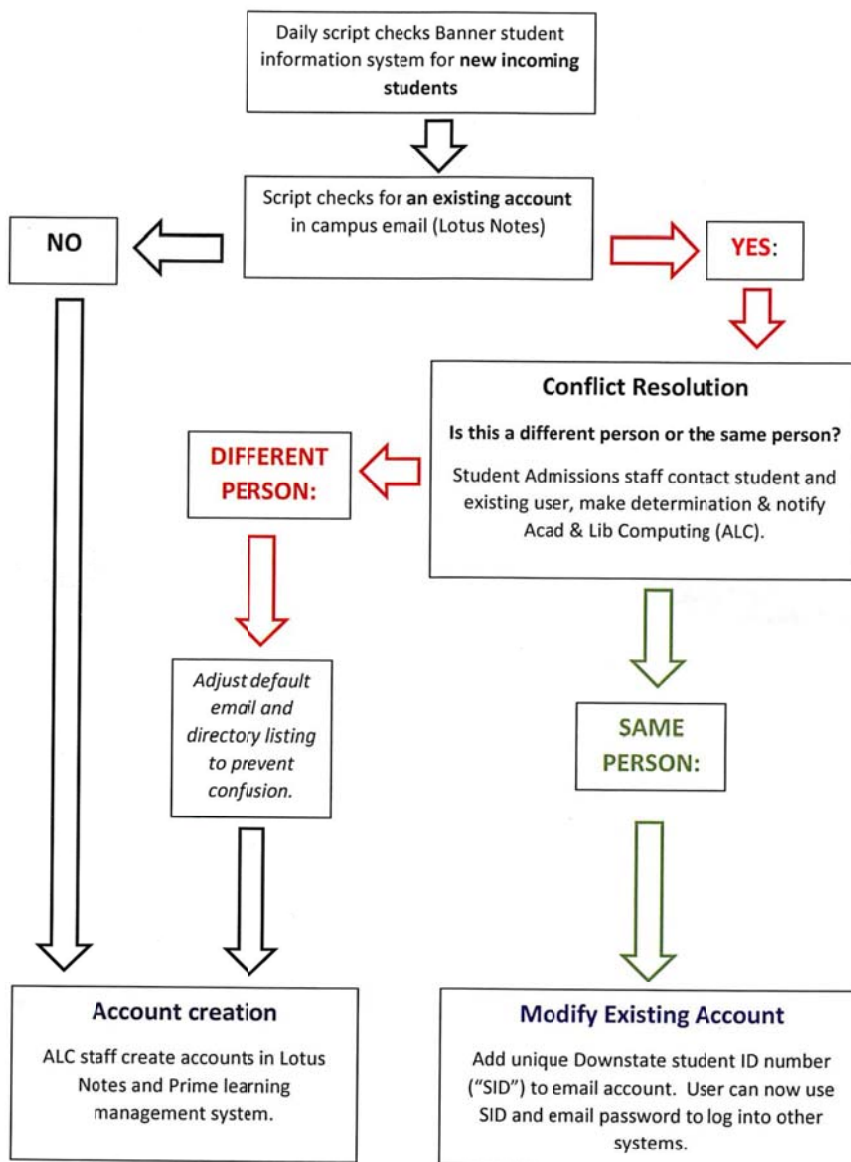 Daily script checks Banner student
information system for new incoming
students
Script checks for an existing account
in campus email (Lotus Notes)
NO
YES:
Conflict Resolution
Is this a different person or the same person?
Student Admissions staff contact student and
existing user, make determination & notify
Acad & Lib Computing (ALC).
DIFFERENT
PERSON:
Adjust default
email and
directory listing
to prevent
confusion.
SAME
PERSON:
Account creation
ALC staff create accounts in Lotus
Notes and Prime learning
management system.
Modify Existing Account
Add unique Downstate student ID number
(“SID”) to email account. User can now use
SID and email password to log into other
systems.